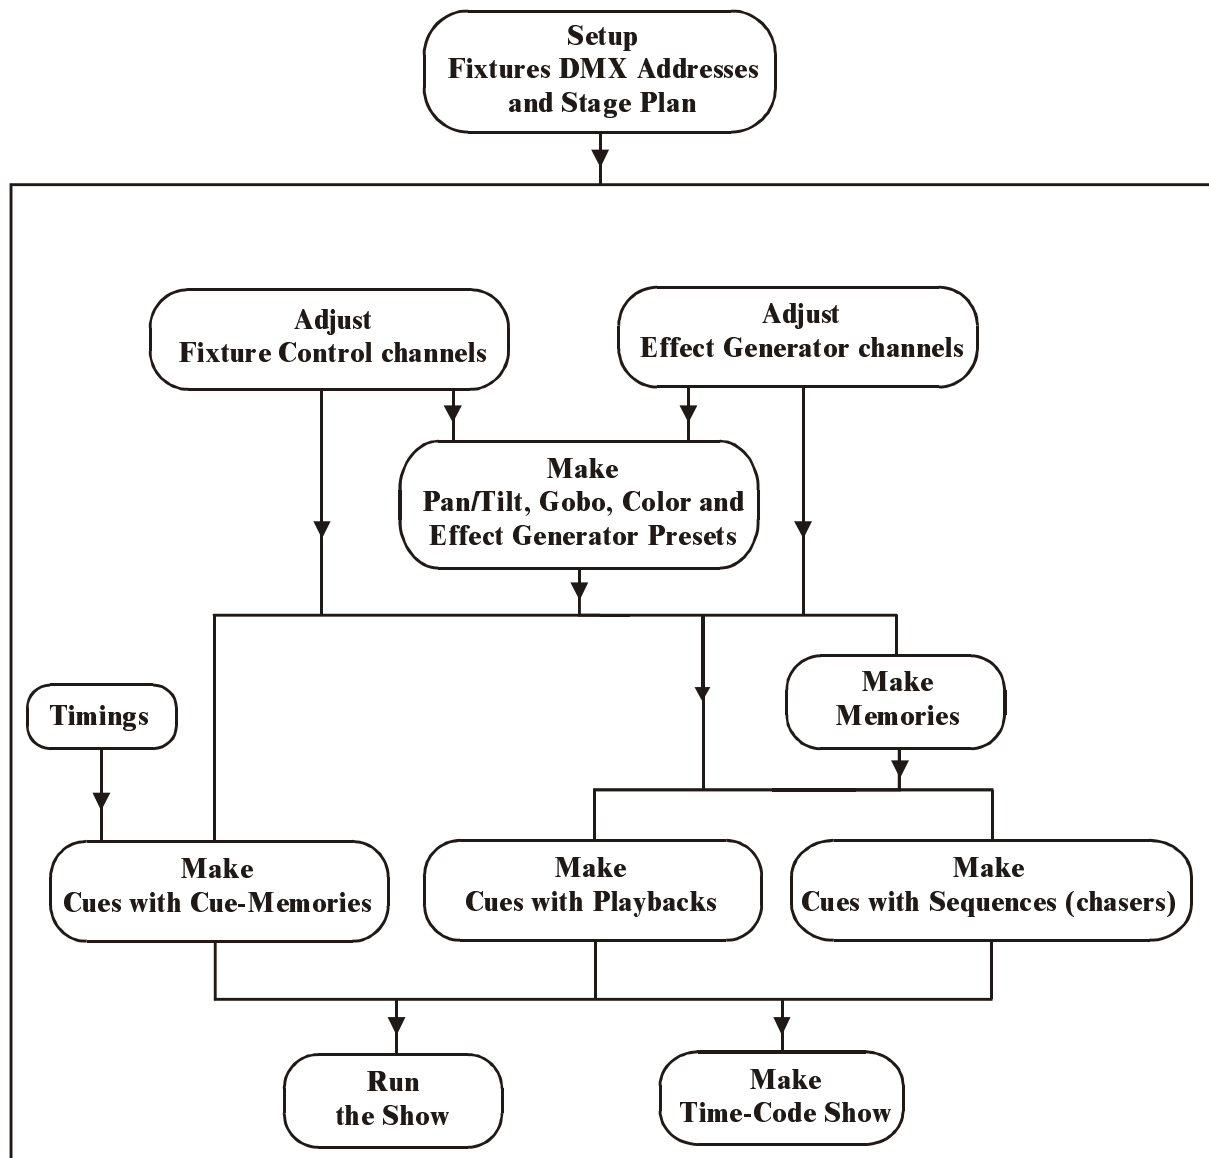 Setup
Fixtures DMX Addresses
and Stage Plan
Adjust
Fixture Control channels
Adjust
Effect Generator channels
Make
Pan/Tilt, Gobo, Color and
Effect Generator Presets
Make
Memories
Timings
Make
Cues with Cue-Memories
Make
Cues with Playbacks
Make
Cues with Sequences (chasers)
Run
the Show
Make
Time-Code Show